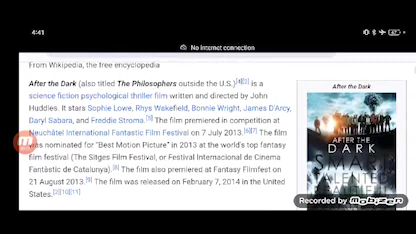 4:41
47
No internet connection
From Wikipedia, the free encyclopedia
After the Dark (also titled The Philosophers outside the U.S.)[4][2] is a
science fiction psychological thriller film written and directed by John
Huddles. It stars Sophie Lowe, Rhys Wakefield, Bonnie Wright, James D'Arcy,
Daryl Sabara, and Freddie Stroma.[5] The film premiered in competition at
Neuchâtel International Fantastic Film Festival on 7 July 2013.[6][7] The film
was nominated for "Best Motion Picture" in 2013 at the world's top fantasy
film festival (The Sitges Film Festival, or Festival Internacional de Cinema
Fantàstic de Catalunya).[8] The film also premiered at Fantasy Filmfest on
21 August 2013.[9] The film was released on February 7, 2014 in the United
States.[2][10][11]
After the Dark
AFTER THE
DARK
TALENTED
Recorded by mobizen